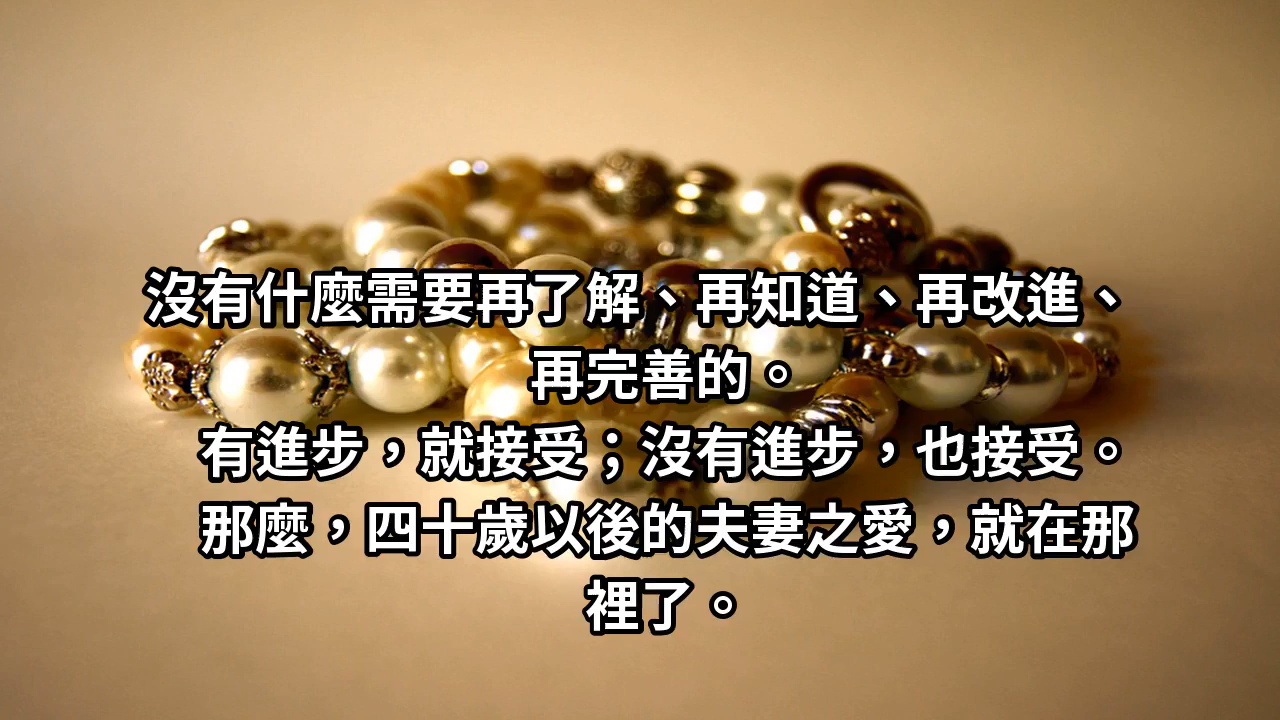 沒有什麼需要再了解、再知道、再改進、
再完善的。
有進步，就接受；沒有進步，也接受。
那麼，四十歲以後的夫妻之愛，就在那
裡了。